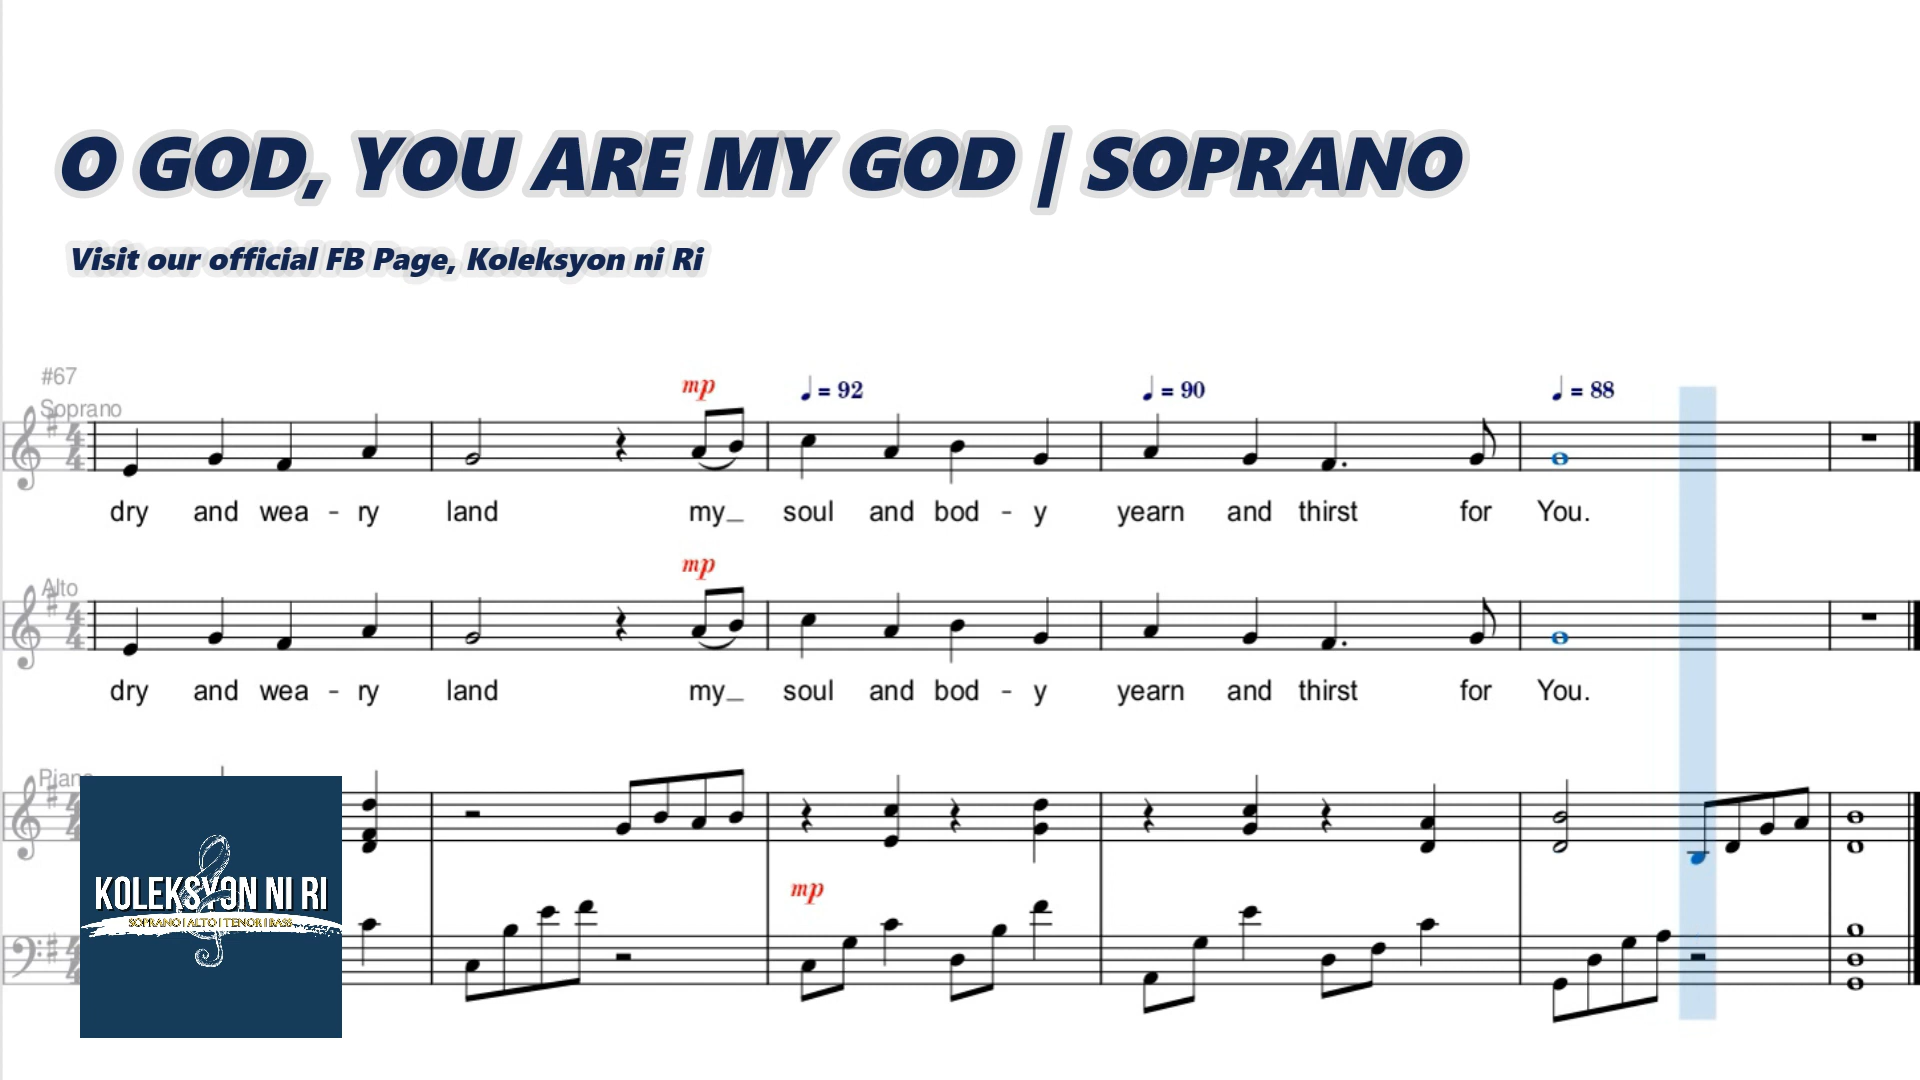 O GOD, YOU ARE MY GOD | SOPRANO
Visit our official FB Page, Koleksyon ni Ri
#67
mp = 92 = 90 = 88
Soprano
dry and wea - ry land my_ soul and bod - y yearn and thirst for You.
mp
Alto
dry and wea - ry land my_ soul and bod - y yearn and thirst for You.
Piano
mp
KOLEKSYON NI RI
SOPRANO | ALTO | TENOR | BASS